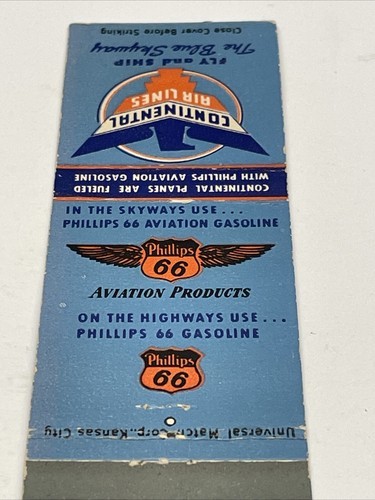 Close Cover Before Striking
FLY and SHIP
The Blue Skyway
CONTINENTAL
AIR LINES
CONTINENTAL PLANES ARE FUELED
WITH PHILLIPS AVIATION GASOLINE
IN THE SKYWAYS USE...
PHILLIPS 66 AVIATION GASOLINE
Phillips
66
AVIATION PRODUCTS
ON THE HIGHWAYS USE...
PHILLIPS 66 GASOLINE
Phillips
66
Universal Match Corp., Kansas City